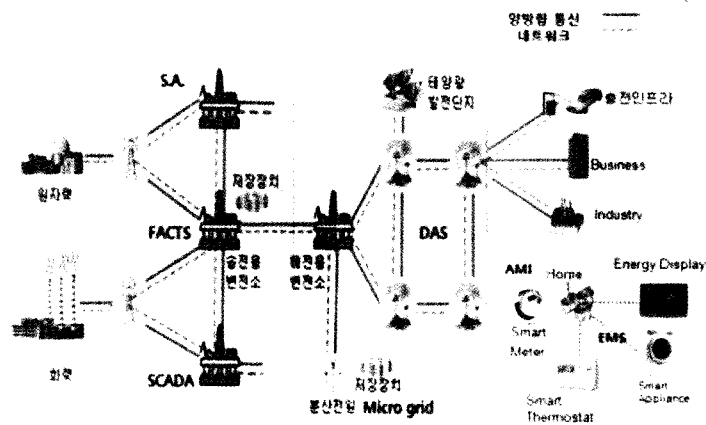 양방향 통신
네트워크
S.A.
태양광
발전단지
충전인프라
원자력
저장장치
Business
Industry
FACTS
송전용
변전소
배전용
변전소
DAS
AMI
Home
Energy Display
Smart
Meter
EMS
화력
SCADA
저장장치
분산전원 Micro grid
Smart
Thermostat
Smart
Appliance